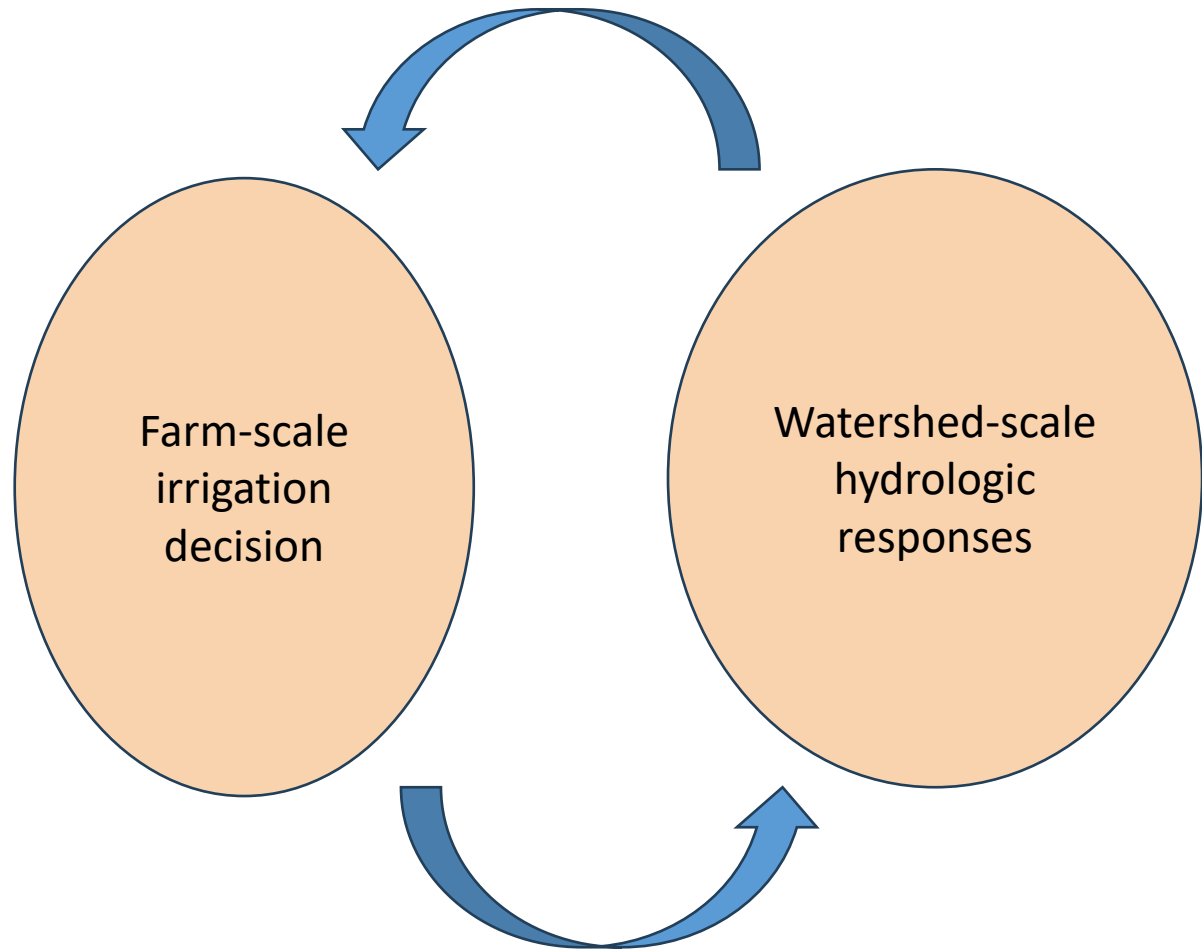 Farm-scale
irrigation
decision
Watershed-scale
hydrologic
responses